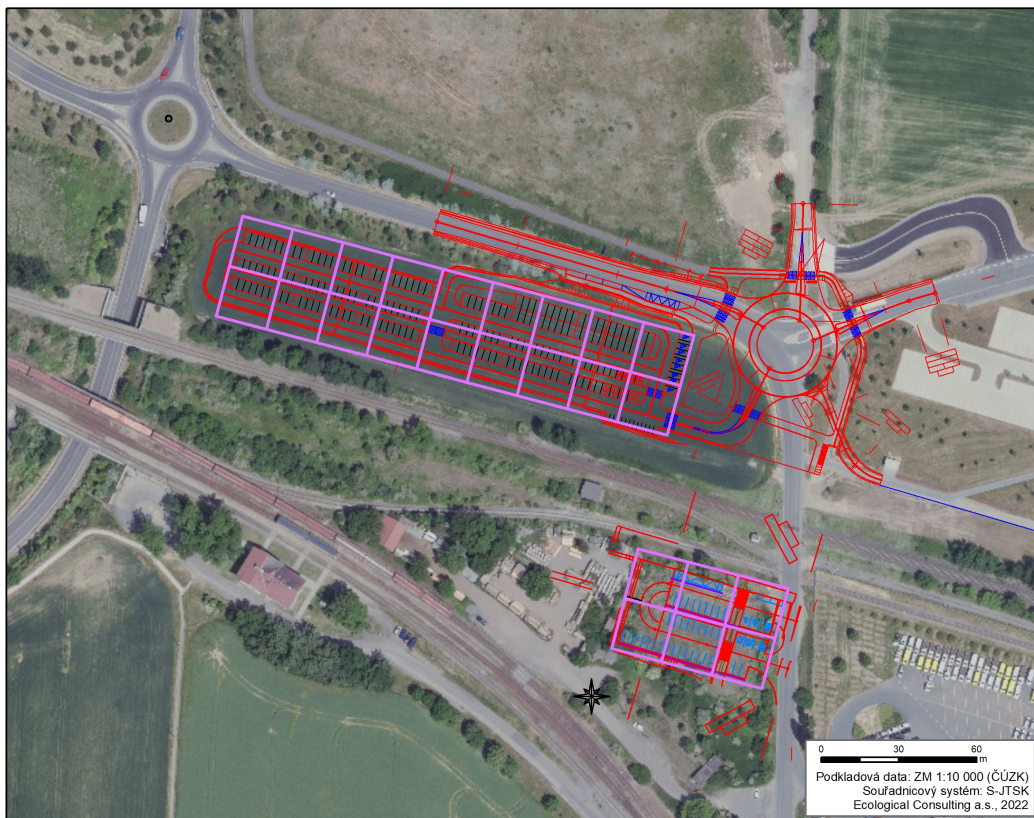 0 30 60
m
Podkladová data: ZM 1:10 000 (ČÚZK)
Souřadnicový systém: S-JTSK
Ecological Consulting a.s., 2022